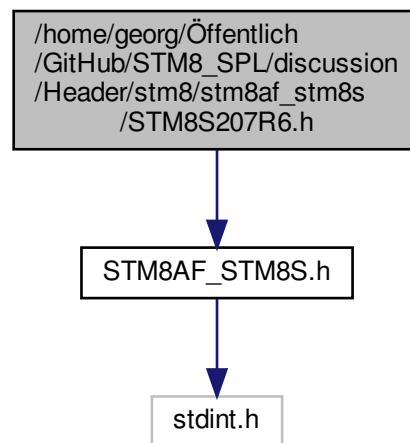 /home/georg/Öffentlich
/GitHub/STM8_SPL/discussion
/Header/stm8/stm8af_stm8s
/STM8S207R6.h
STM8AF_STM8S.h
stdint.h